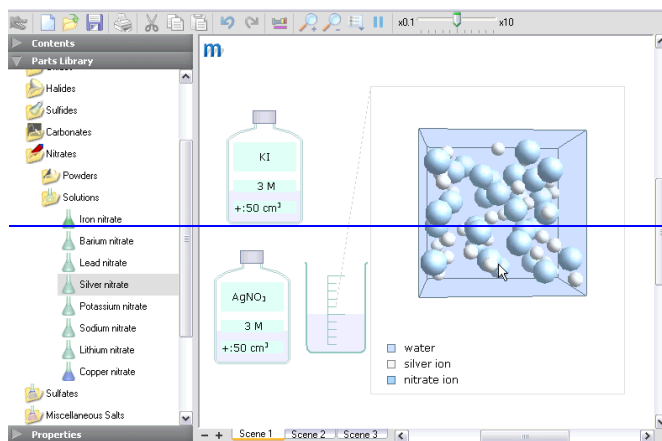 x0.1 x10
Contents
Parts Library
m
Halides
Sulfides
Carbonates
Nitrates
Powders
Solutions
Iron nitrate
Barium nitrate
Lead nitrate
Silver nitrate
Potassium nitrate
Sodium nitrate
Lithium nitrate
Copper nitrate
Sulfates
Miscellaneous Salts
Properties
KI
3 M
+:50 cm³
AgNO₃
3 M
+:50 cm³
water
silver ion
nitrate ion
Scene 1 Scene 2 Scene 3